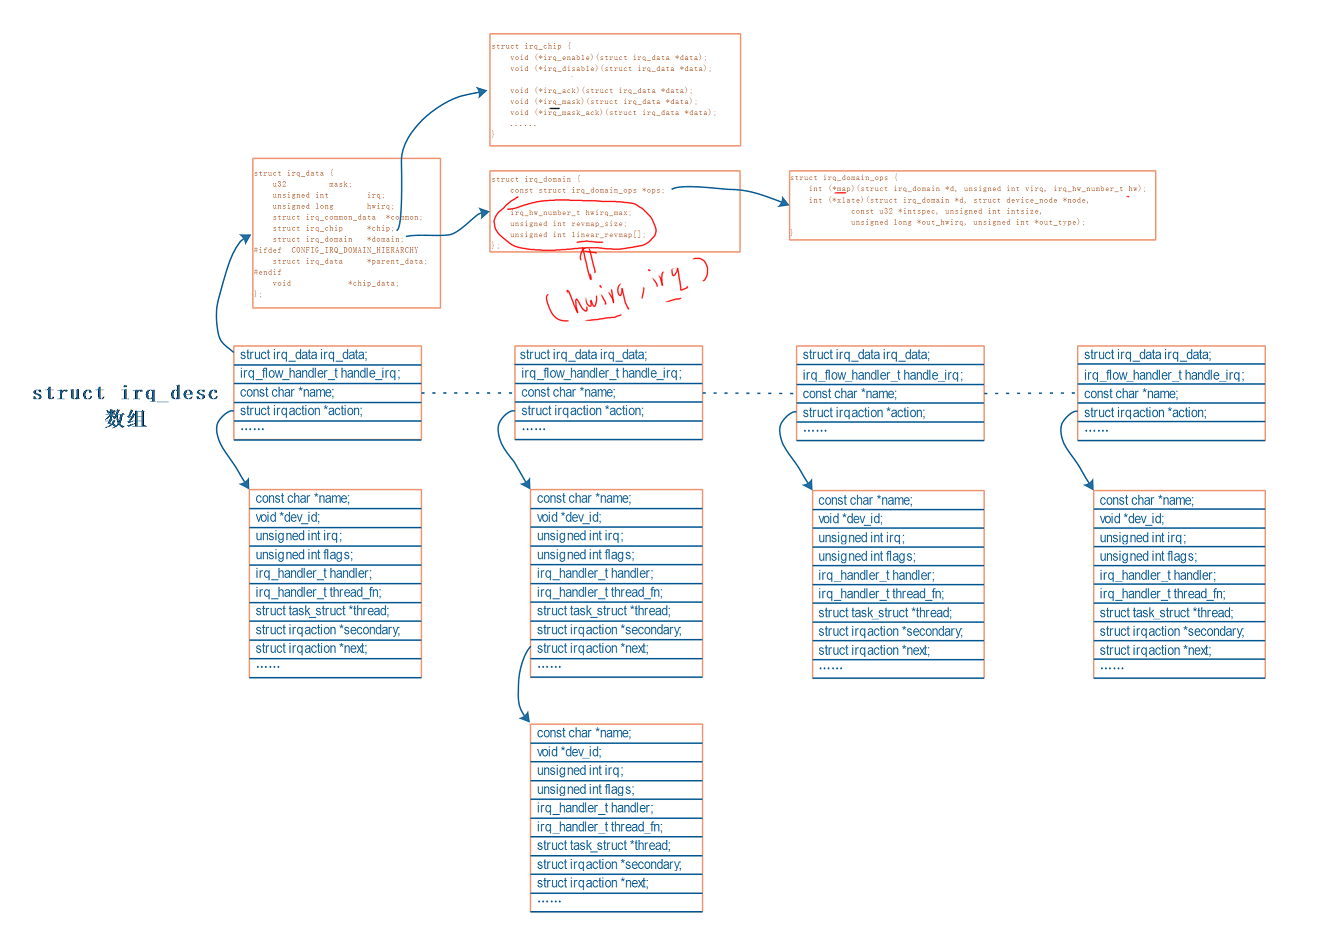 struct irq_chip {
void (*irq_enable)(struct irq_data *data);
void (*irq_disable)(struct irq_data *data);
void (*irq_ack)(struct irq_data *data);
void (*irq_mask)(struct irq_data *data);
void (*irq_mask_ack)(struct irq_data *data);
......
}
struct irq_data {
u32 mask;
unsigned int irq;
unsigned long hwirq;
struct irq_common_data *common;
struct irq_chip *chip;
struct irq_domain *domain;
#ifdef CONFIG_IRQ_DOMAIN_HIERARCHY
struct irq_data *parent_data;
#endif
void *chip_data;
};
struct irq_domain {
const struct irq_domain_ops *ops;
irq_hw_number_t hwirq_max;
unsigned int revmap_size;
unsigned int linear_revmap[];
};
(hwirq, irq)
struct irq_domain_ops {
int (*map)(struct irq_domain *d, unsigned int virq, irq_hw_number_t hw);
int (*xlate)(struct irq_domain *d, struct device_node *node,
const u32 *intspec, unsigned int intsize,
unsigned long *out_hwirq, unsigned int *out_type);
}
struct irq_desc
数组
struct irq_data irq_data;
irq_flow_handler_t handle_irq;
const char *name;
struct irqaction *action;
......
struct irq_data irq_data;
irq_flow_handler_t handle_irq;
const char *name;
struct irqaction *action;
......
struct irq_data irq_data;
irq_flow_handler_t handle_irq;
const char *name;
struct irqaction *action;
......
struct irq_data irq_data;
irq_flow_handler_t handle_irq;
const char *name;
struct irqaction *action;
......
const char *name;
void *dev_id;
unsigned int irq;
unsigned int flags;
irq_handler_t handler;
irq_handler_t thread_fn;
struct task_struct *thread;
struct irqaction *secondary;
struct irqaction *next;
......
const char *name;
void *dev_id;
unsigned int irq;
unsigned int flags;
irq_handler_t handler;
irq_handler_t thread_fn;
struct task_struct *thread;
struct irqaction *secondary;
struct irqaction *next;
......
const char *name;
void *dev_id;
unsigned int irq;
unsigned int flags;
irq_handler_t handler;
irq_handler_t thread_fn;
struct task_struct *thread;
struct irqaction *secondary;
struct irqaction *next;
......
const char *name;
void *dev_id;
unsigned int irq;
unsigned int flags;
irq_handler_t handler;
irq_handler_t thread_fn;
struct task_struct *thread;
struct irqaction *secondary;
struct irqaction *next;
......
const char *name;
void *dev_id;
unsigned int irq;
unsigned int flags;
irq_handler_t handler;
irq_handler_t thread_fn;
struct task_struct *thread;
struct irqaction *secondary;
struct irqaction *next;
......